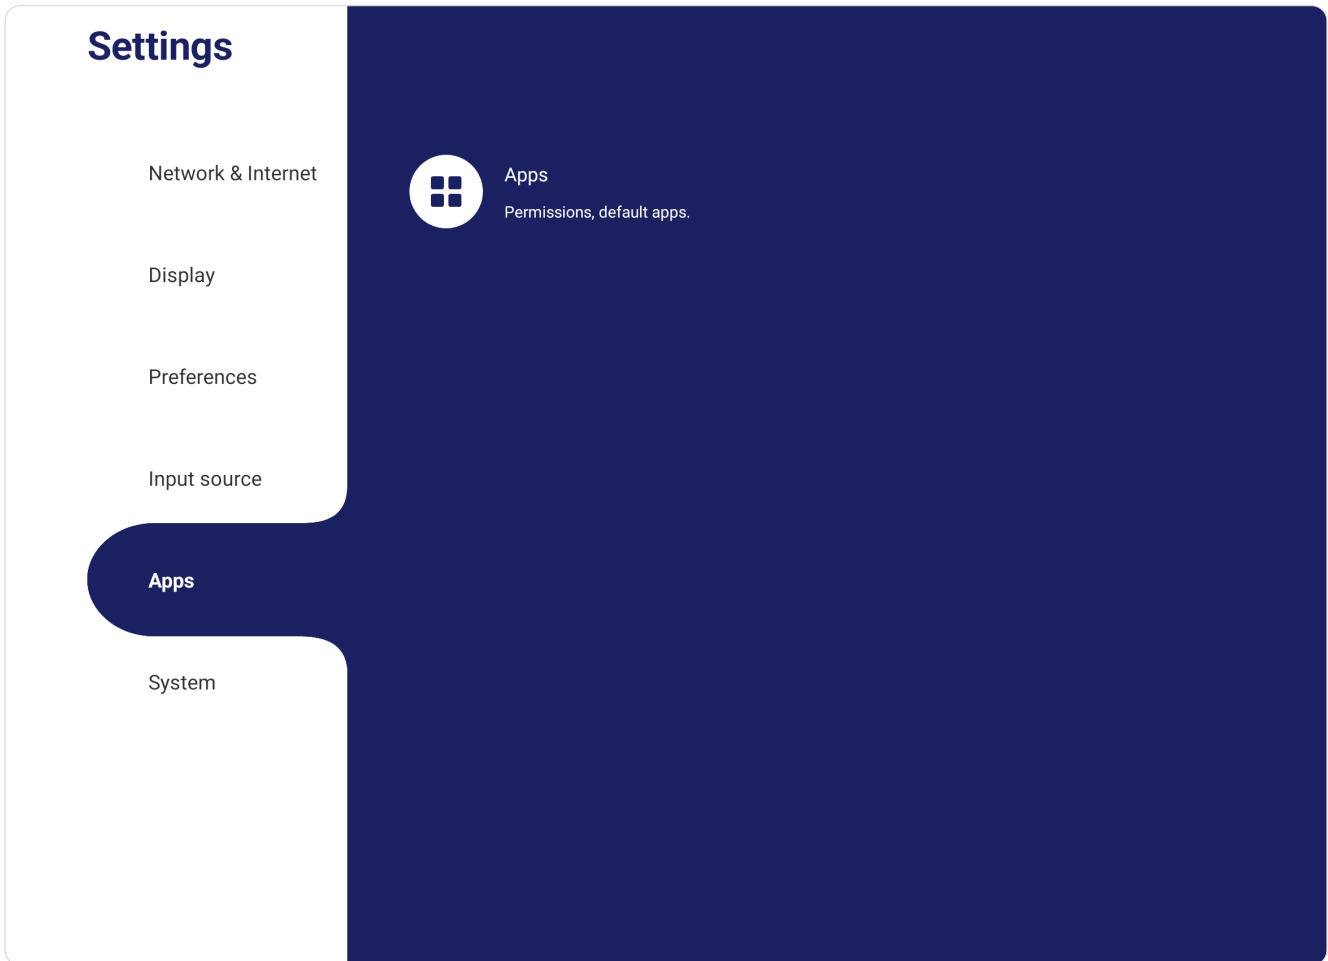 Settings
Network & Internet
Display
Preferences
Input source
Apps
System
Apps
Permissions, default apps.